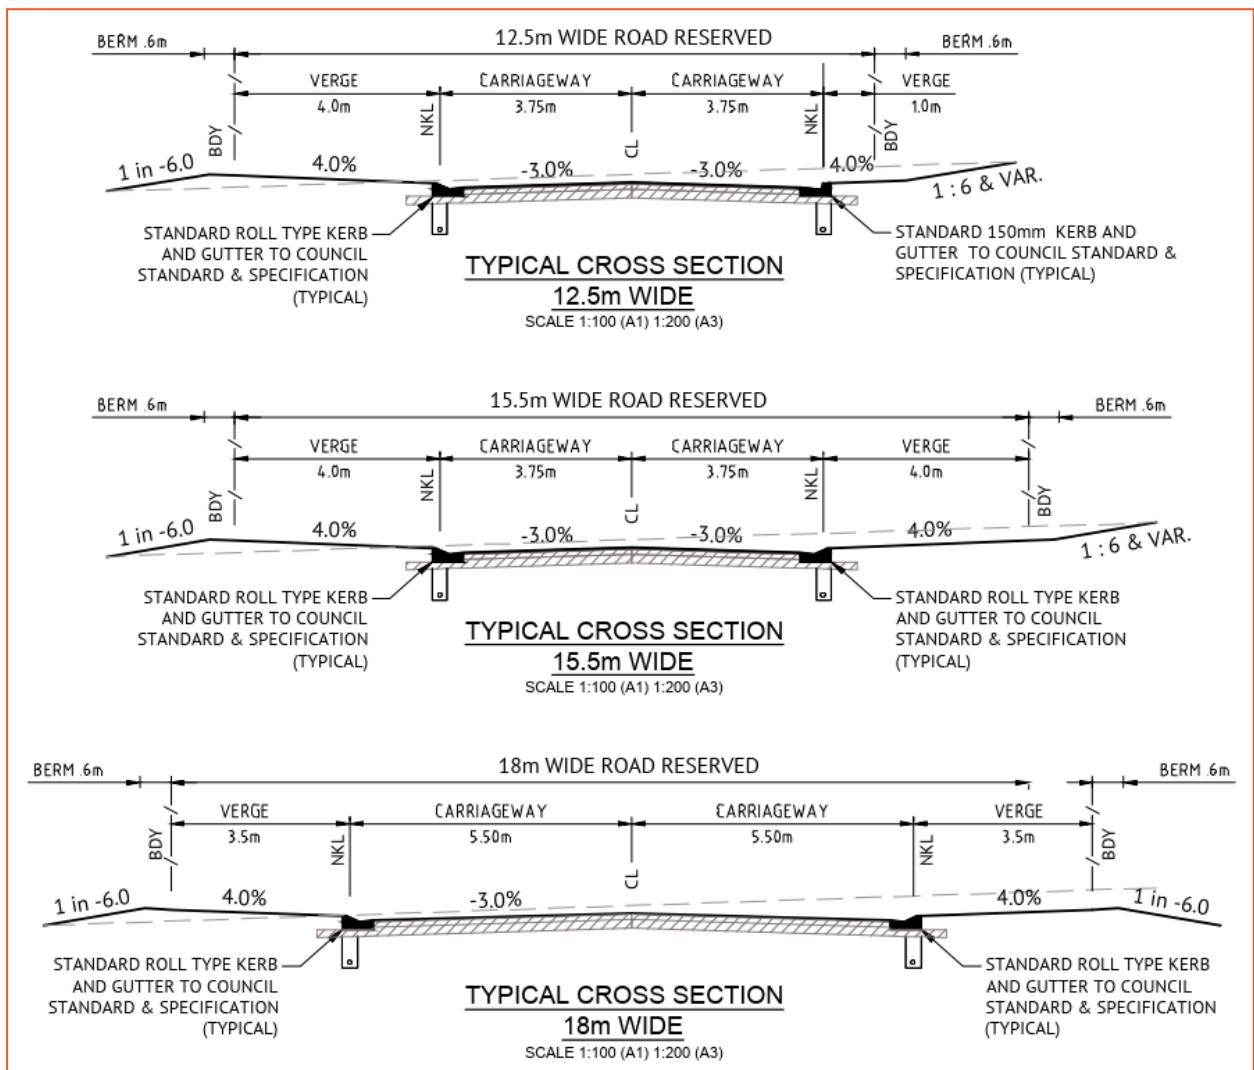 BERM .6m
12.5m WIDE ROAD RESERVED
BERM .6m
VERGE
CARRIAGEWAY
CARRIAGEWAY
VERGE
4.0m
3.75m
3.75m
1.0m
BDY
NKL
CL
NKL
BDY
1 in -6.0
4.0%
-3.0%
-3.0%
4.0%
1 : 6 & VAR.
STANDARD ROLL TYPE KERB
AND GUTTER TO COUNCIL
STANDARD & SPECIFICATION
(TYPICAL)
STANDARD 150mm KERB AND
GUTTER TO COUNCIL STANDARD &
SPECIFICATION (TYPICAL)
TYPICAL CROSS SECTION
12.5m WIDE
SCALE 1:100 (A1) 1:200 (A3)
BERM .6m
15.5m WIDE ROAD RESERVED
BERM .6m
VERGE
CARRIAGEWAY
CARRIAGEWAY
VERGE
4.0m
3.75m
3.75m
4.0m
BDY
NKL
CL
NKL
BDY
1 in -6.0
4.0%
-3.0%
-3.0%
4.0%
1 : 6 & VAR.
STANDARD ROLL TYPE KERB
AND GUTTER TO COUNCIL
STANDARD & SPECIFICATION
(TYPICAL)
STANDARD ROLL TYPE KERB
AND GUTTER TO COUNCIL
STANDARD & SPECIFICATION
(TYPICAL)
TYPICAL CROSS SECTION
15.5m WIDE
SCALE 1:100 (A1) 1:200 (A3)
BERM .6m
18m WIDE ROAD RESERVED
BERM .6m
VERGE
CARRIAGEWAY
CARRIAGEWAY
VERGE
3.5m
5.50m
5.50m
3.5m
BDY
NKL
CL
NKL
BDY
1 in -6.0
4.0%
-3.0%
4.0%
1 in -6.0
STANDARD ROLL TYPE KERB
AND GUTTER TO COUNCIL
STANDARD & SPECIFICATION
(TYPICAL)
STANDARD ROLL TYPE KERB
AND GUTTER TO COUNCIL
STANDARD & SPECIFICATION
(TYPICAL)
TYPICAL CROSS SECTION
18m WIDE
SCALE 1:100 (A1) 1:200 (A3)